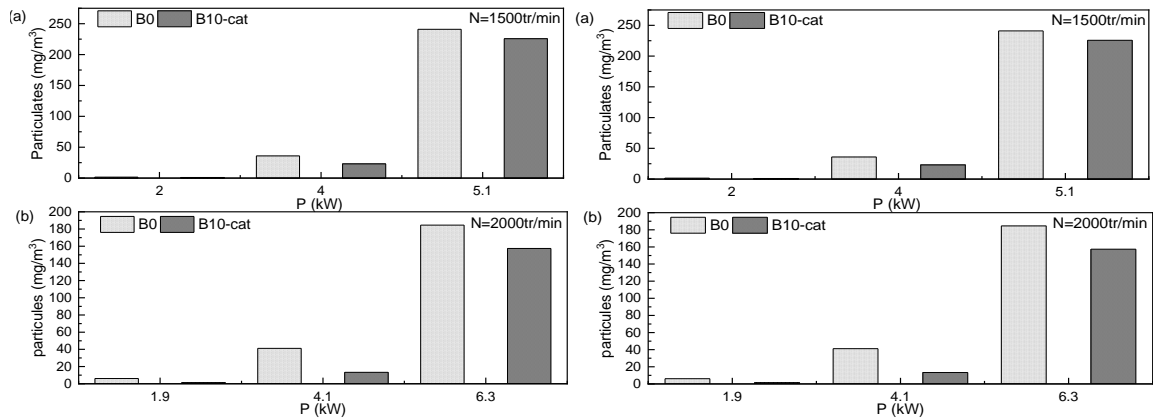 (a)
B0 B10-cat N=1500tr/min
Particulates (mg/m³)
250
200
150
100
50
0
2 4 5.1
P (kW)
(b)
B0 B10-cat N=2000tr/min
particules (mg/m³)
200
180
160
140
120
100
80
60
40
20
0
1.9 4.1 6.3
P (kW)
(a)
B0 B10-cat N=1500tr/min
Particulates (mg/m³)
250
200
150
100
50
0
2 4 5.1
P (kW)
(b)
B0 B10-cat N=2000tr/min
particules (mg/m³)
200
180
160
140
120
100
80
60
40
20
0
1.9 4.1 6.3
P (kW)